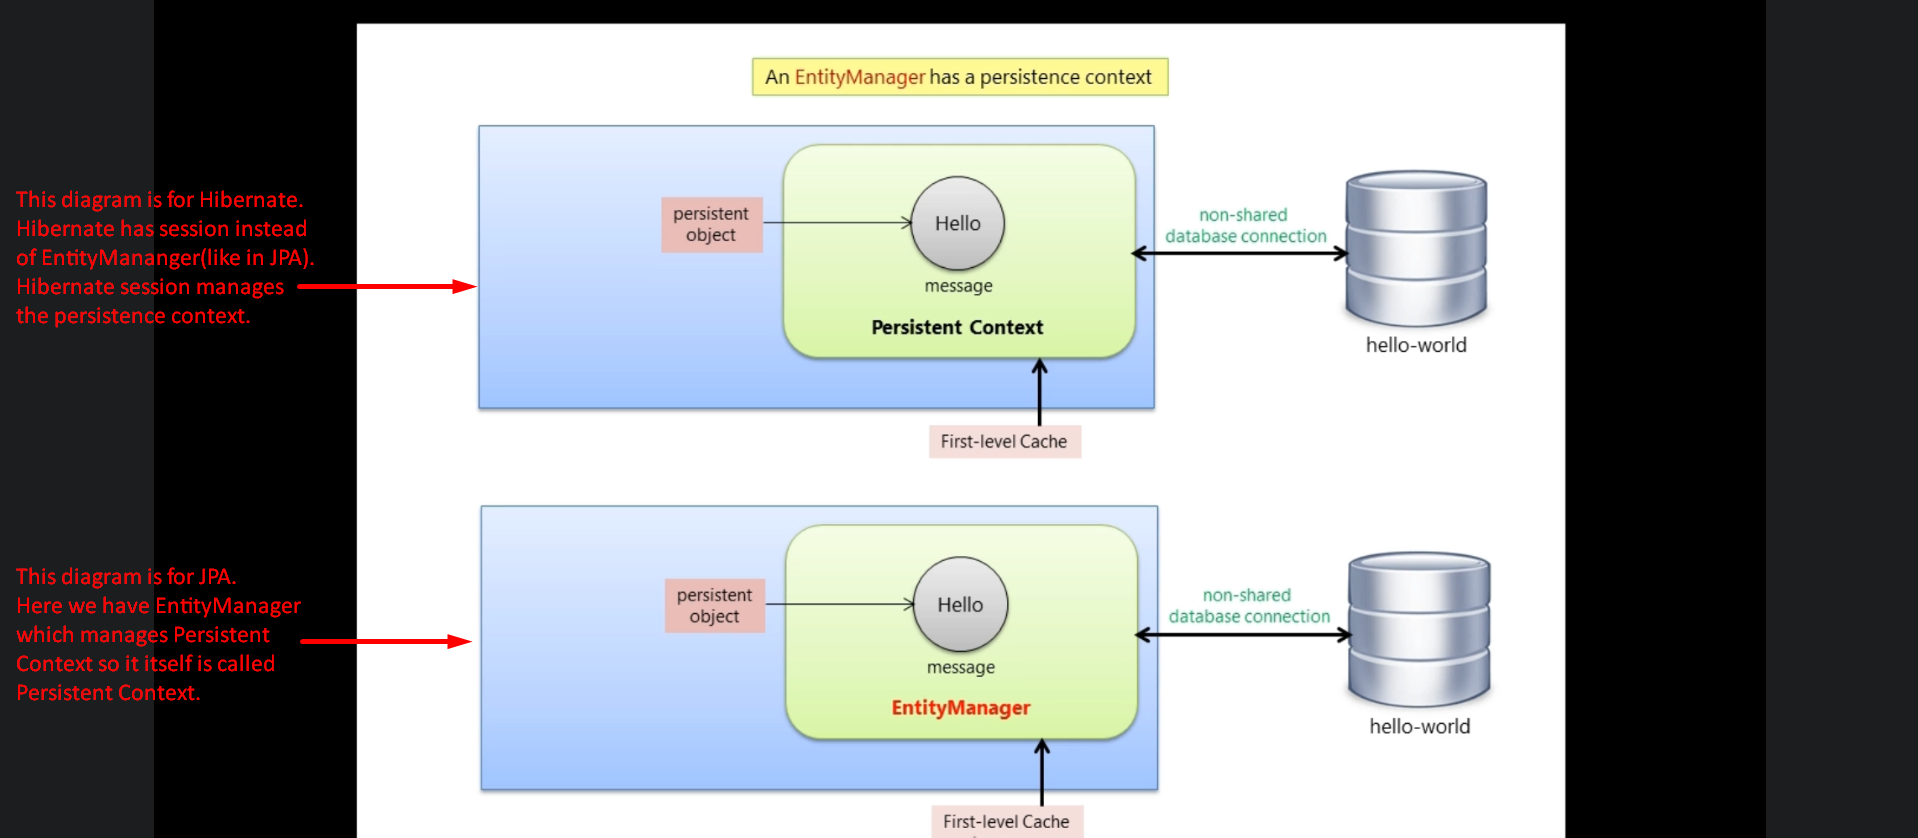 An EntityManager has a persistence context
This diagram is for Hibernate.
Hibernate has session instead
of EntityMananger(like in JPA).
Hibernate session manages
the persistence context.
persistent
object
Hello
message
Persistent Context
non-shared
database connection
hello-world
First-level Cache
This diagram is for JPA.
Here we have EntityManager
which manages Persistent
Context so it itself is called
Persistent Context.
persistent
object
Hello
message
EntityManager
non-shared
database connection
hello-world
First-level Cache